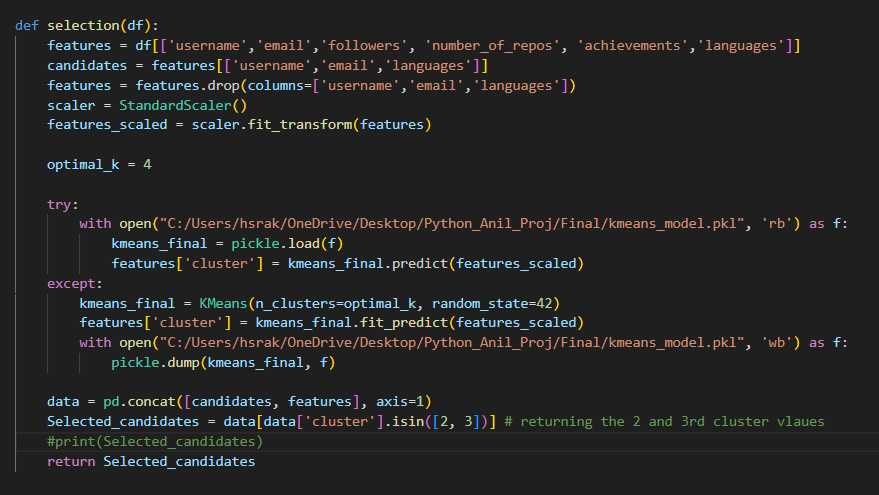 def selection(df):
    features = df[['username','email','followers', 'number_of_repos', 'achievements','languages']]
    candidates = features[['username','email','languages']]
    features = features.drop(columns=['username','email','languages'])
    scaler = StandardScaler()
    features_scaled = scaler.fit_transform(features)
    optimal_k = 4
    try:
        with open("C:/Users/hsrak/OneDrive/Desktop/Python_Anil_Proj/Final/kmeans_model.pkl", 'rb') as f:
            kmeans_final = pickle.load(f)
            features['cluster'] = kmeans_final.predict(features_scaled)
    except:
        kmeans_final = KMeans(n_clusters=optimal_k, random_state=42)
        features['cluster'] = kmeans_final.fit_predict(features_scaled)
        with open("C:/Users/hsrak/OneDrive/Desktop/Python_Anil_Proj/Final/kmeans_model.pkl", 'wb') as f:
            pickle.dump(kmeans_final, f)
    data = pd.concat([candidates, features], axis=1)
    Selected_candidates = data[data['cluster'].isin([2, 3])] # returning the 2 and 3rd cluster vlaues
    #print(Selected_candidates)
    return Selected_candidates